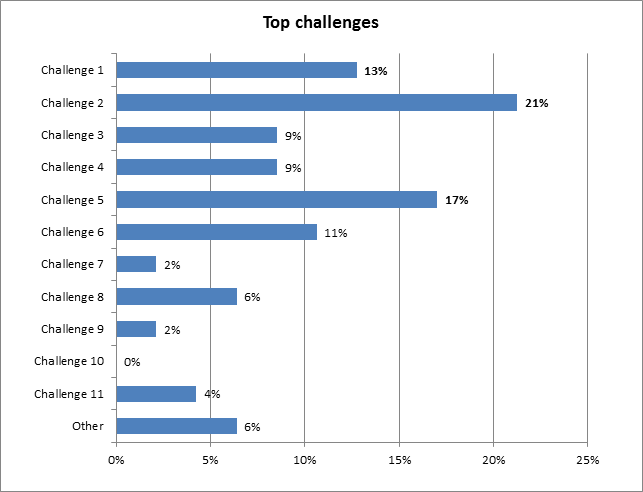 Top challenges
Challenge 1 13%
Challenge 2 21%
Challenge 3 9%
Challenge 4 9%
Challenge 5 17%
Challenge 6 11%
Challenge 7 2%
Challenge 8 6%
Challenge 9 2%
Challenge 10 0%
Challenge 11 4%
Other 6%
0% 5% 10% 15% 20% 25%